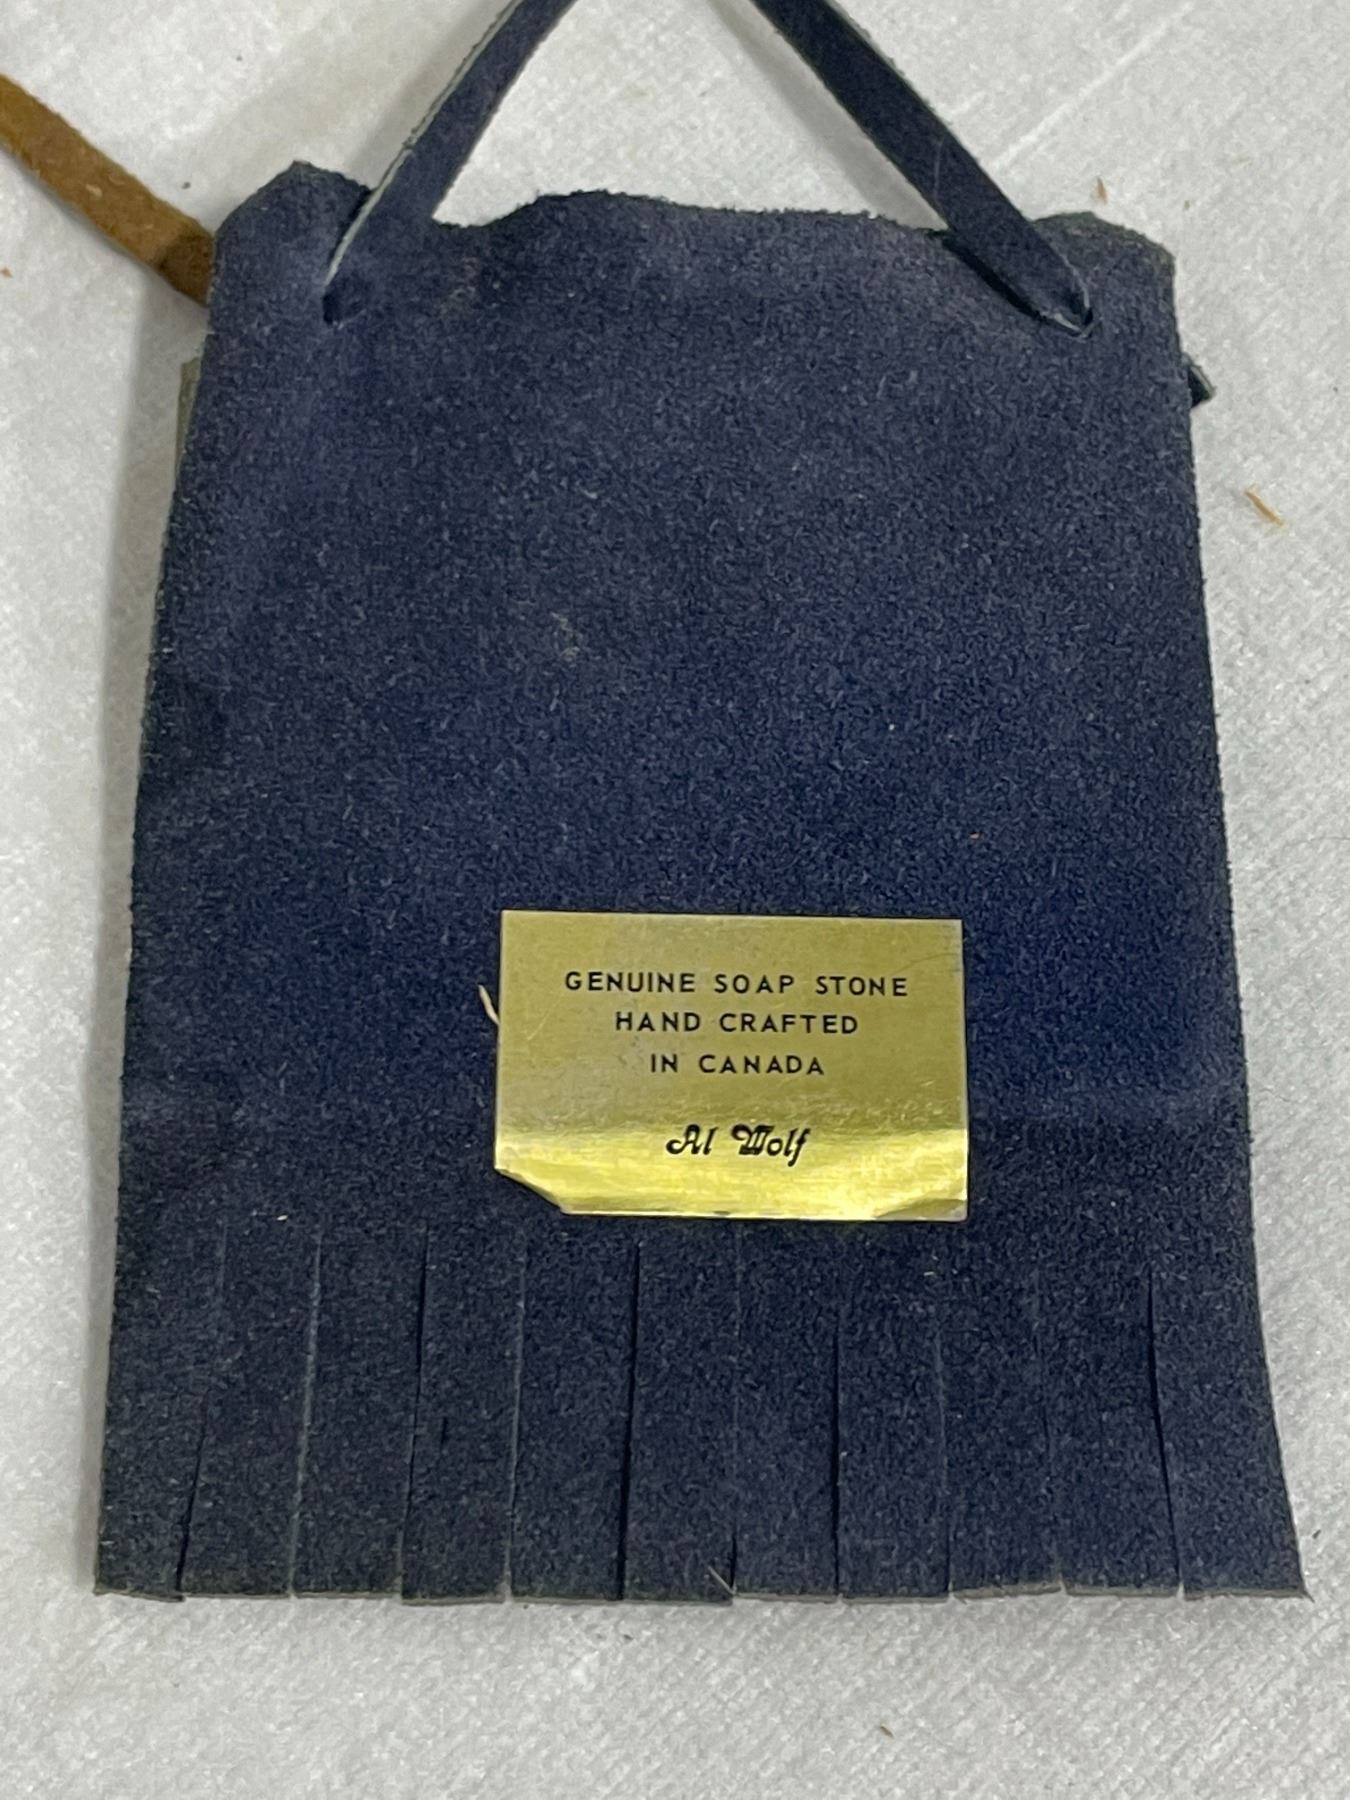 GENUINE SOAP STONE
HAND CRAFTED
IN CANADA
Al Wolf